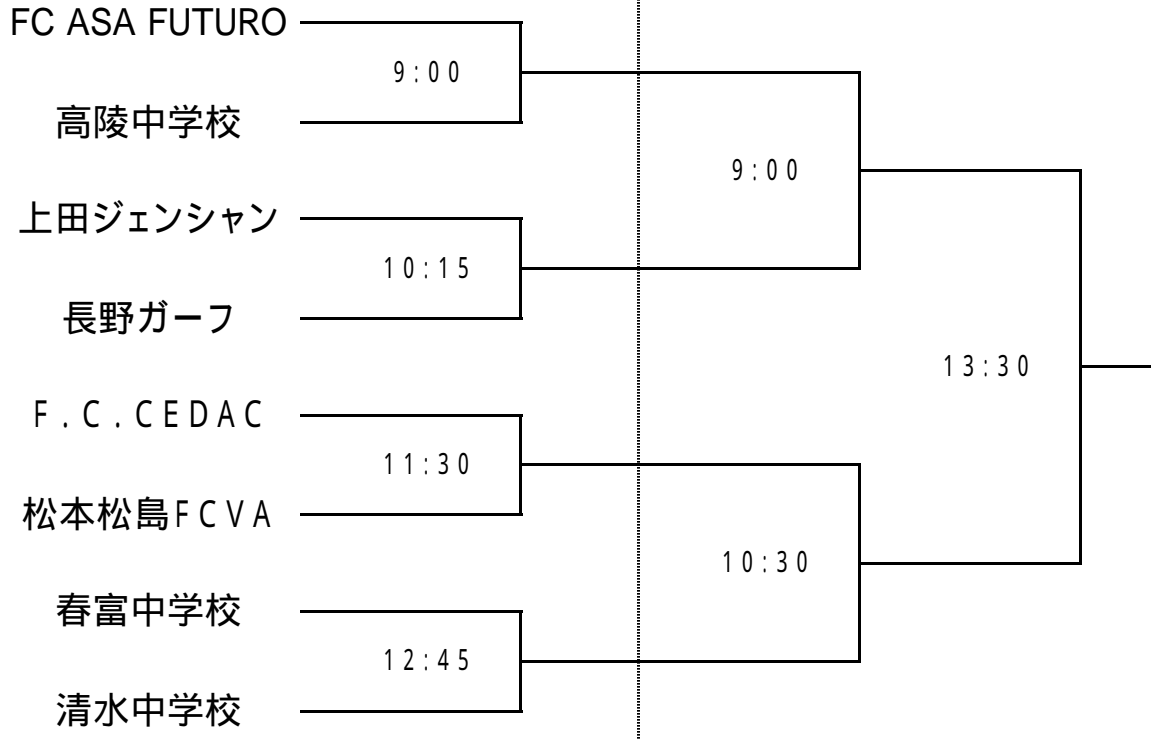 FC ASA FUTURO
9:00
高陵中学校
9:00
上田ジェンシャン
10:15
長野ガーフ
13:30
F.C.CEDAC
11:30
松本松島FCVA
10:30
春富中学校
12:45
清水中学校